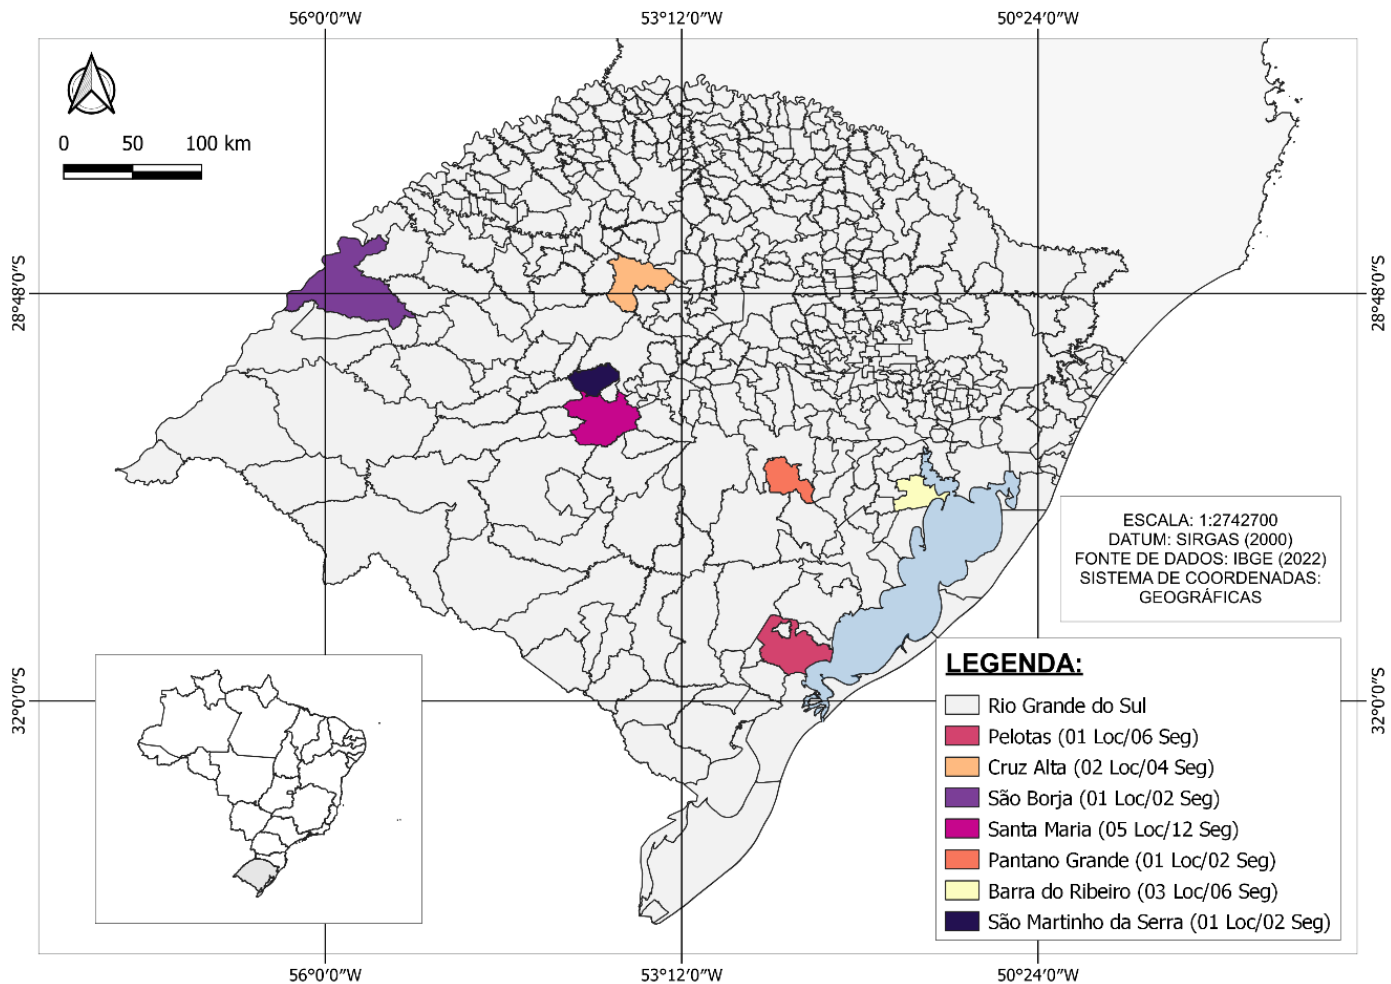 56°0′0″W 53°12′0″W 50°24′0″W
0 50 100 km
28°48′0″S 28°48′0″S
ESCALA: 1:2742700
DATUM: SIRGAS (2000)
FONTE DE DADOS: IBGE (2022)
SISTEMA DE COORDENADAS:
GEOGRÁFICAS
LEGENDA:
Rio Grande do Sul
Pelotas (01 Loc/06 Seg)
Cruz Alta (02 Loc/04 Seg)
São Borja (01 Loc/02 Seg)
Santa Maria (05 Loc/12 Seg)
Pantano Grande (01 Loc/02 Seg)
Barra do Ribeiro (03 Loc/06 Seg)
São Martinho da Serra (01 Loc/02 Seg)
32°0′0″S 32°0′0″S
56°0′0″W 53°12′0″W 50°24′0″W